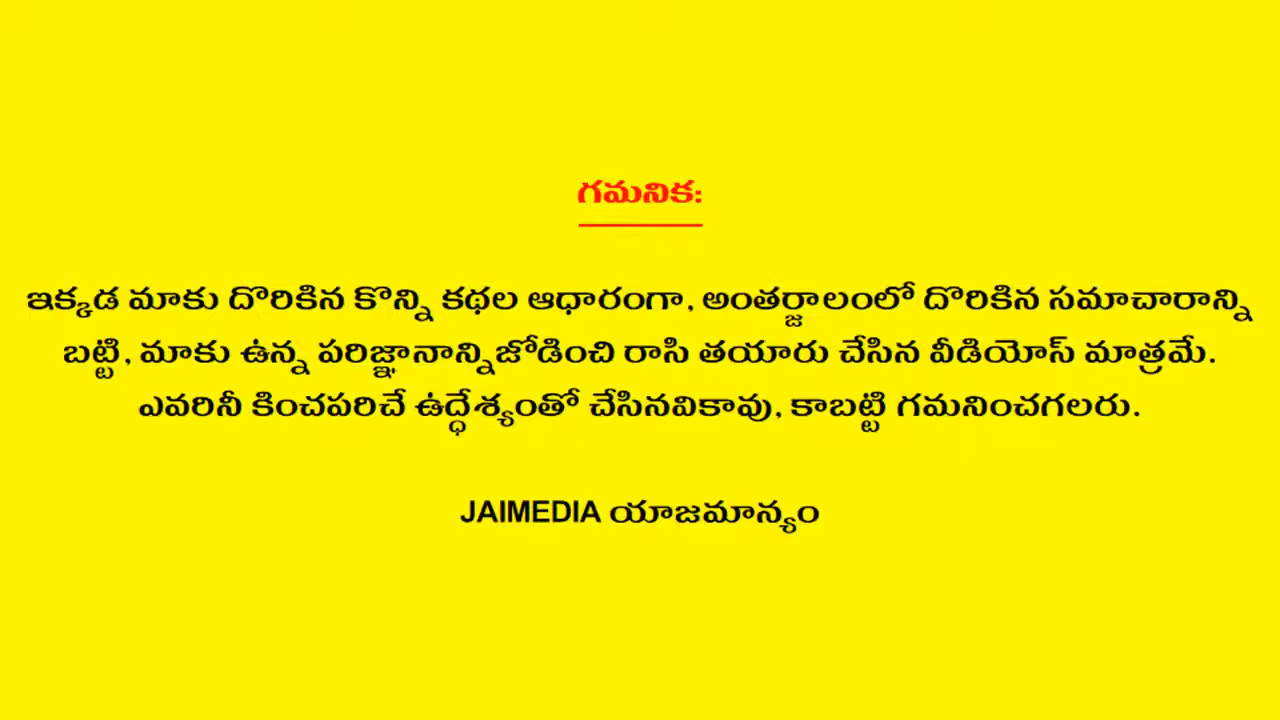 గమనిక:
ఇక్కడ మాకు దొరికిన కొన్ని కథల ఆధారంగా, అంతర్జాలంలో దొరికిన సమాచారాన్ని
బట్టి, మాకు ఉన్న పరిజ్ఞానాన్నిజోడించి రాసి తయారు చేసిన వీడియోస్ మాత్రమే.
ఎవరినీ కించపరిచే ఉద్ధేశ్యంతో చేసినవికావు, కాబట్టి గమనించగలరు.
JAIMEDIA యాజమాన్యం